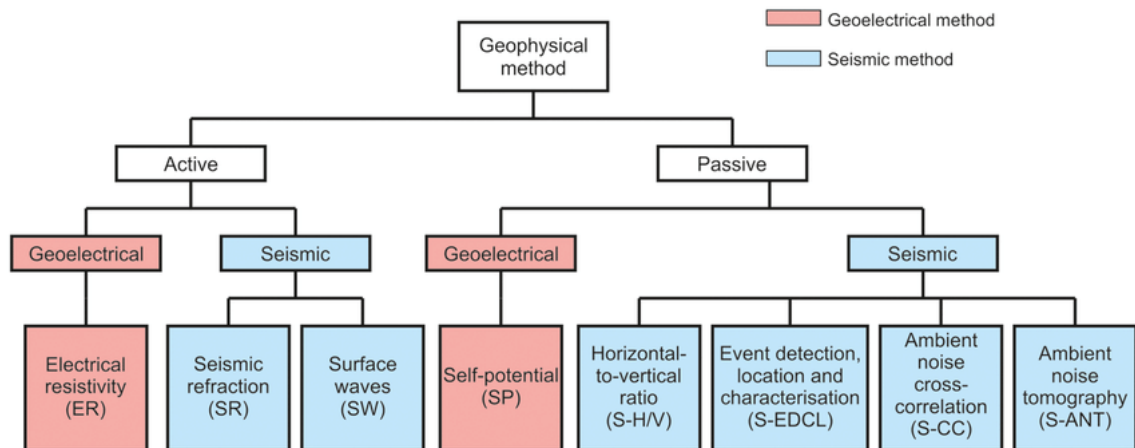 Geophysical
method
Geoelectrical method
Seismic method
Active
Passive
Geoelectrical
Seismic
Geoelectrical
Seismic
Electrical
resistivity
(ER)
Seismic
refraction
(SR)
Surface
waves
(SW)
Self-potential
(SP)
Horizontal-
to-vertical
ratio
(S-H/V)
Event detection,
location and
characterisation
(S-EDCL)
Ambient
noise
cross-
correlation
(S-CC)
Ambient
noise
tomography
(S-ANT)